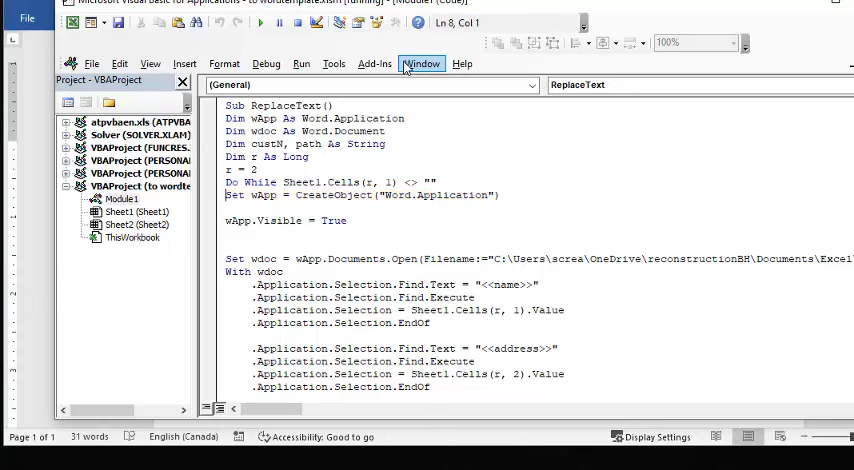 File
Microsoft Visual Basic for Applications - to wordtemplate.xlsm [running] - [Module1 (Code)]
Ln 8, Col 1
100%
File Edit View Insert Format Debug Run Tools Add-Ins Window Help
Project - VBAProject
(General)
ReplaceText
atpvbaen.xls (ATPVBA
Solver (SOLVER.XLAM)
VBAProject (FUNCRES.X
VBAProject (PERSONAL
VBAProject (PERSONAL
VBAProject (to wordte
Module1
Sheet1 (Sheet1)
Sheet2 (Sheet2)
ThisWorkbook
Sub ReplaceText()
Dim wApp As Word.Application
Dim wdoc As Word.Document
Dim custN, path As String
Dim r As Long
r = 2
Do While Sheet1.Cells(r, 1) <> ""
Set wApp = CreateObject("Word.Application")
wApp.Visible = True
Set wdoc = wApp.Documents.Open(Filename:="C:\Users\screa\OneDrive\reconstructionBH\Documents\Excel
With wdoc
.Application.Selection.Find.Text = "<<name>>"
.Application.Selection.Find.Execute
.Application.Selection = Sheet1.Cells(r, 1).Value
.Application.Selection.EndOf
.Application.Selection.Find.Text = "<<address>>"
.Application.Selection.Find.Execute
.Application.Selection = Sheet1.Cells(r, 2).Value
.Application.Selection.EndOf
Page 1 of 1 31 words English (Canada) Accessibility: Good to go Display Settings